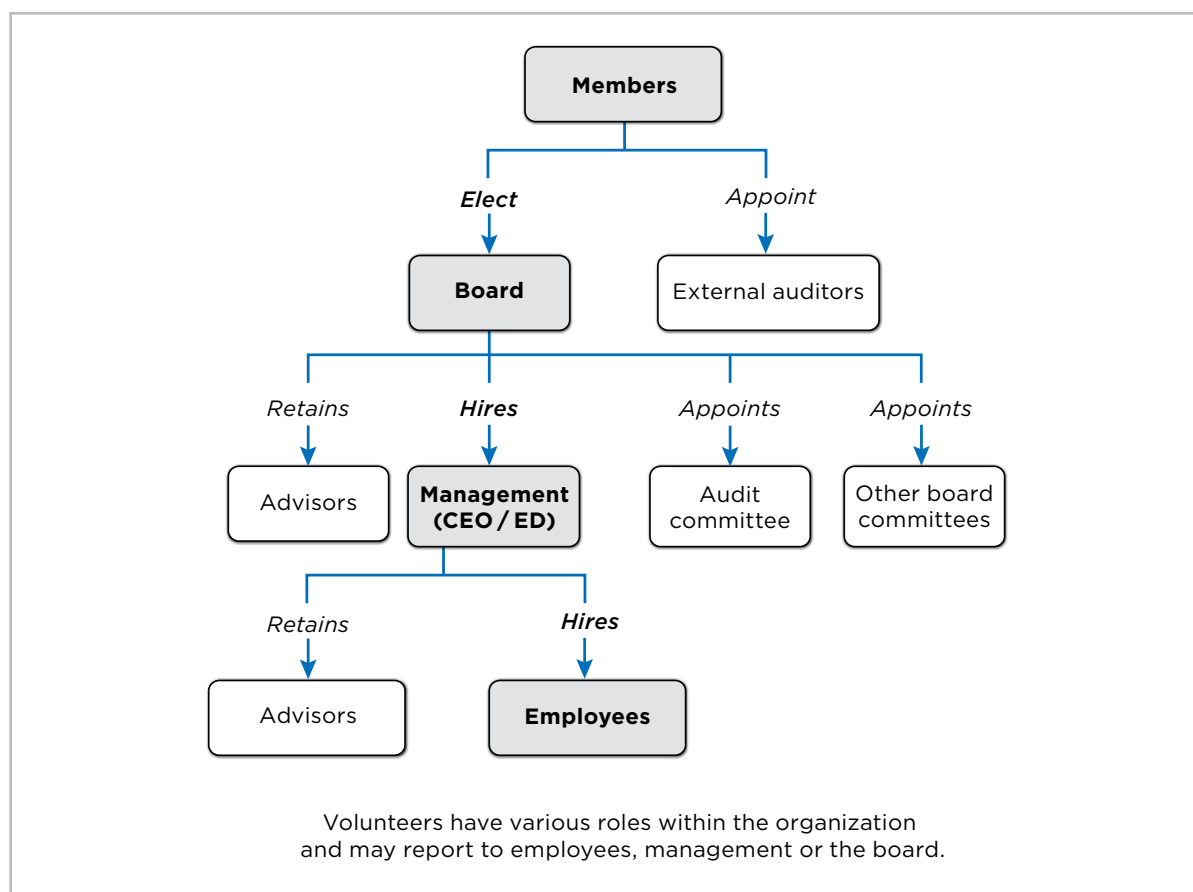 Members
Elect
Appoint
Board
External auditors
Retains
Hires
Appoints
Appoints
Advisors
Management
(CEO / ED)
Audit
committee
Other board
committees
Retains
Hires
Advisors
Employees
Volunteers have various roles within the organization
and may report to employees, management or the board.